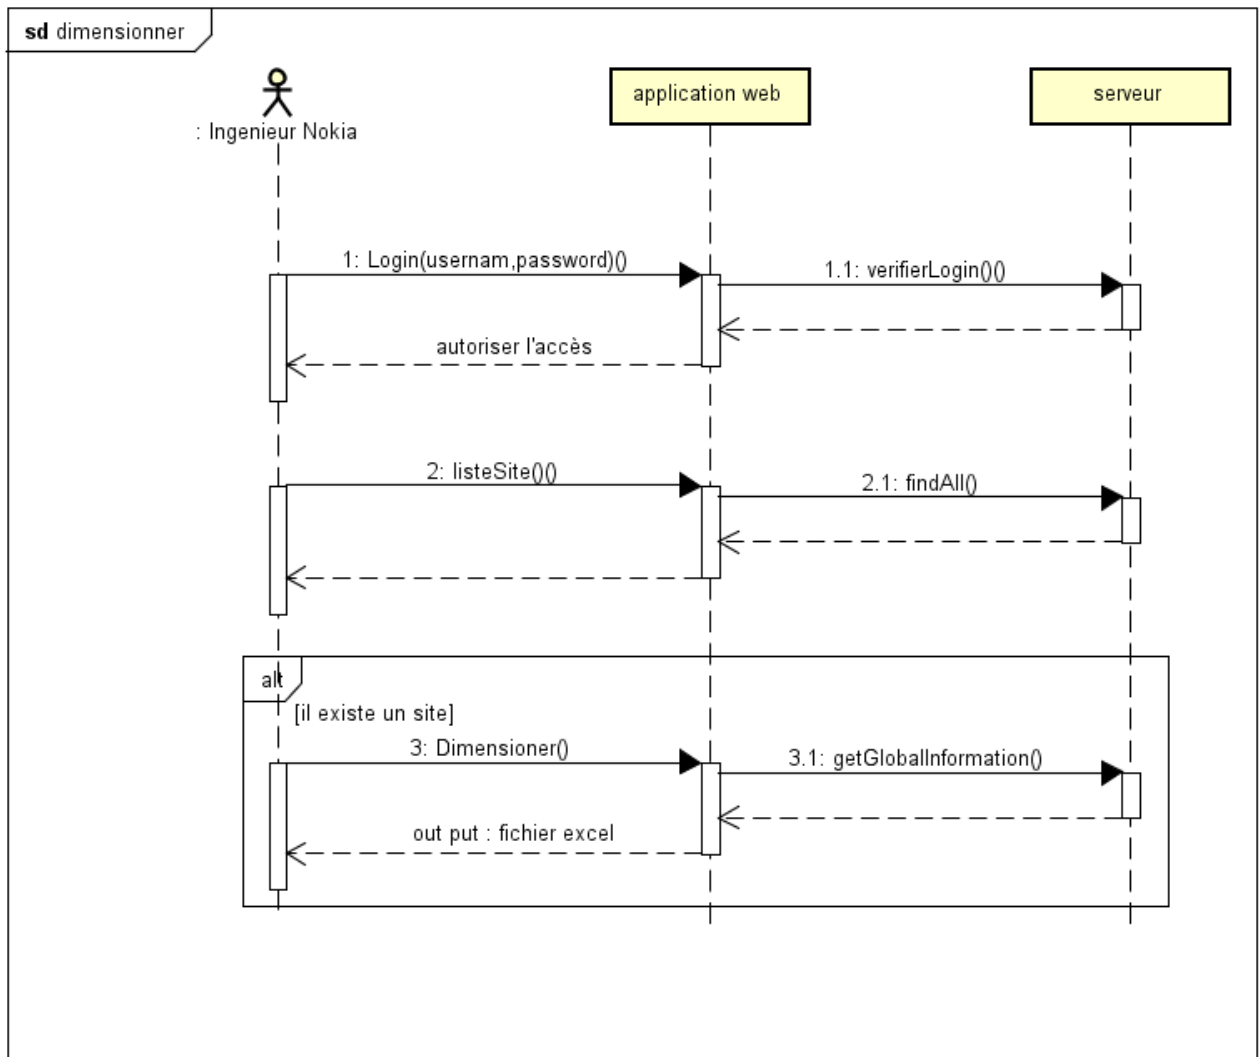 sd dimensionner
: Ingenieur Nokia
application web
serveur
1: Login(usernam,password)()
1.1: verifierLogin()()
autoriser l'accès
2: listeSite()()
2.1: findAll()
alt
[il existe un site]
3: Dimensioner()
3.1: getGlobalInformation()
out put : fichier excel